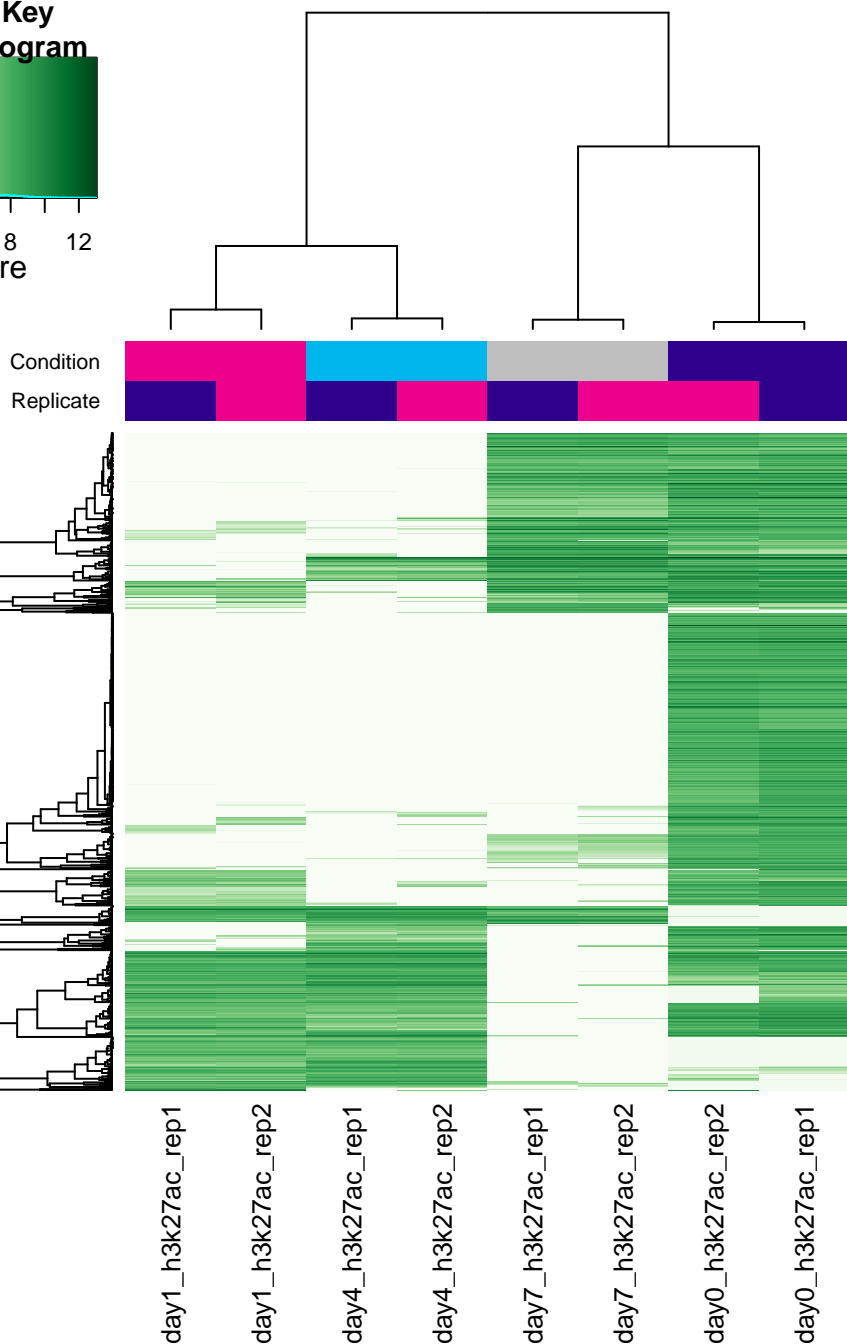 Key
ogram
8 12
re
Condition
Replicate
day1_h3k27ac_rep1
day1_h3k27ac_rep2
day4_h3k27ac_rep1
day4_h3k27ac_rep2
day7_h3k27ac_rep1
day7_h3k27ac_rep2
day0_h3k27ac_rep2
day0_h3k27ac_rep1